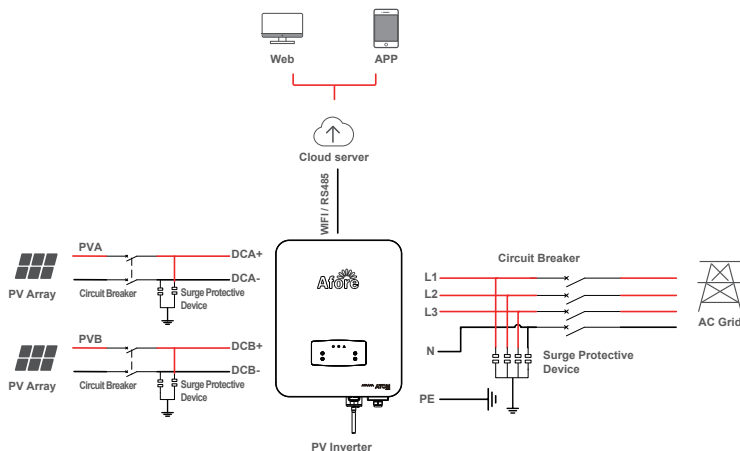 Web
APP
Cloud server
WIFI / RS485
PVA
DCA+
DCA-
PV Array
Circuit Breaker
Surge Protective
Device
PVB
DCB+
DCB-
PV Array
Circuit Breaker
Surge Protective
Device
Afore
PV Inverter
Circuit Breaker
L1
L2
L3
N
PE
Surge Protective
Device
AC Grid